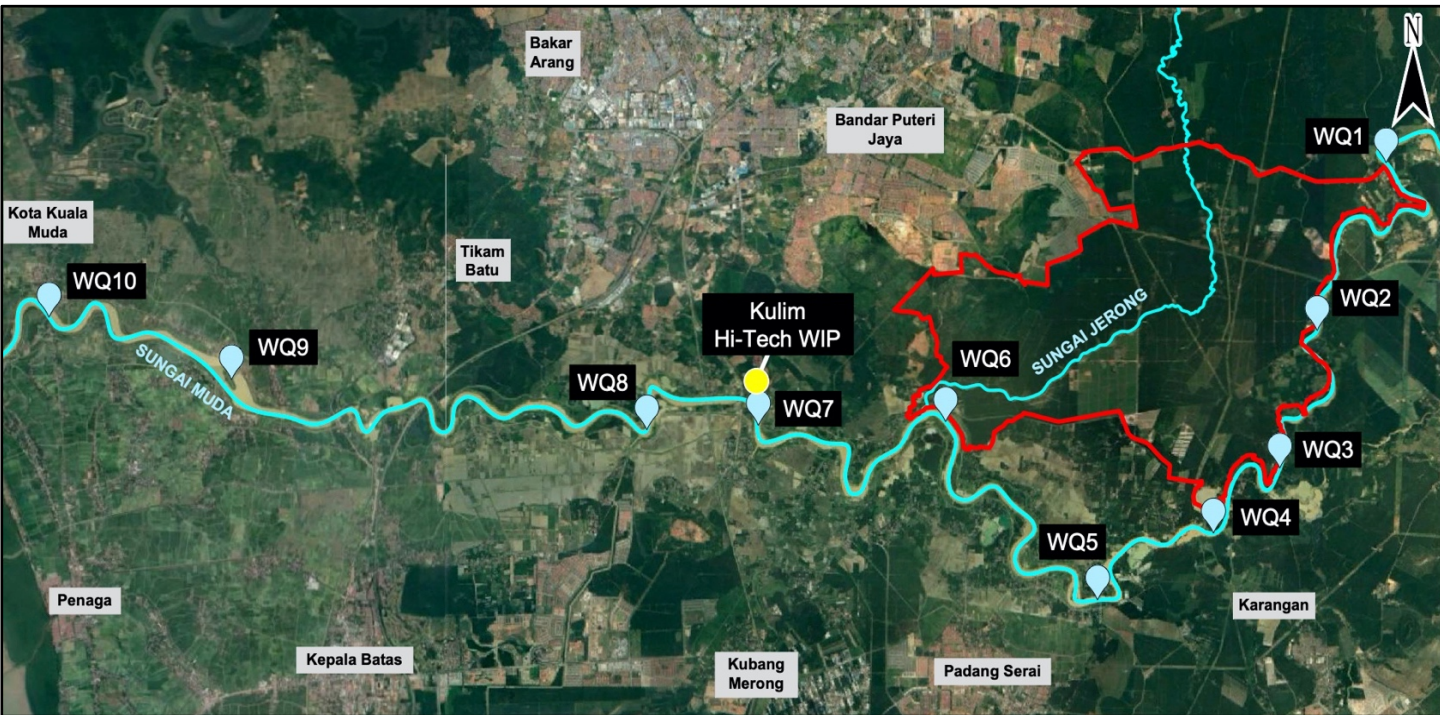 Bakar
Arang
N
Bandar Puteri
Jaya
WQ1
Kota Kuala
Muda
Tikam
Batu
WQ10
WQ2
Kulim
Hi-Tech WIP
SUNGAI JERONG
WQ9
SUNGAI MUDA
WQ6
WQ8
WQ7
WQ3
WQ4
WQ5
Penaga
Karangan
Kepala Batas
Kubang
Merong
Padang Serai